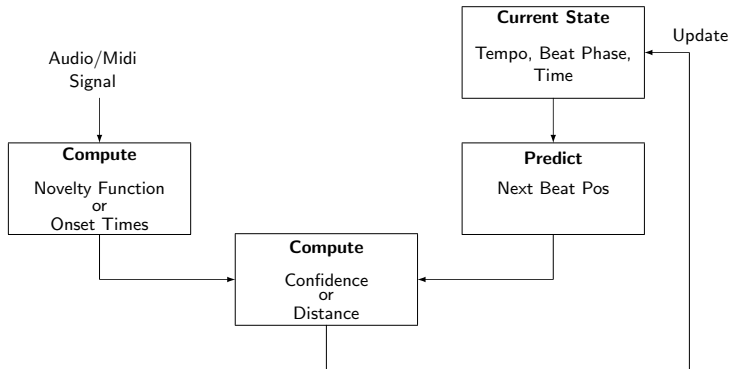 Current State
Tempo, Beat Phase,
Time
Update
Audio/Midi
Signal
Compute
Novelty Function
or
Onset Times
Predict
Next Beat Pos
Compute
Confidence
or
Distance